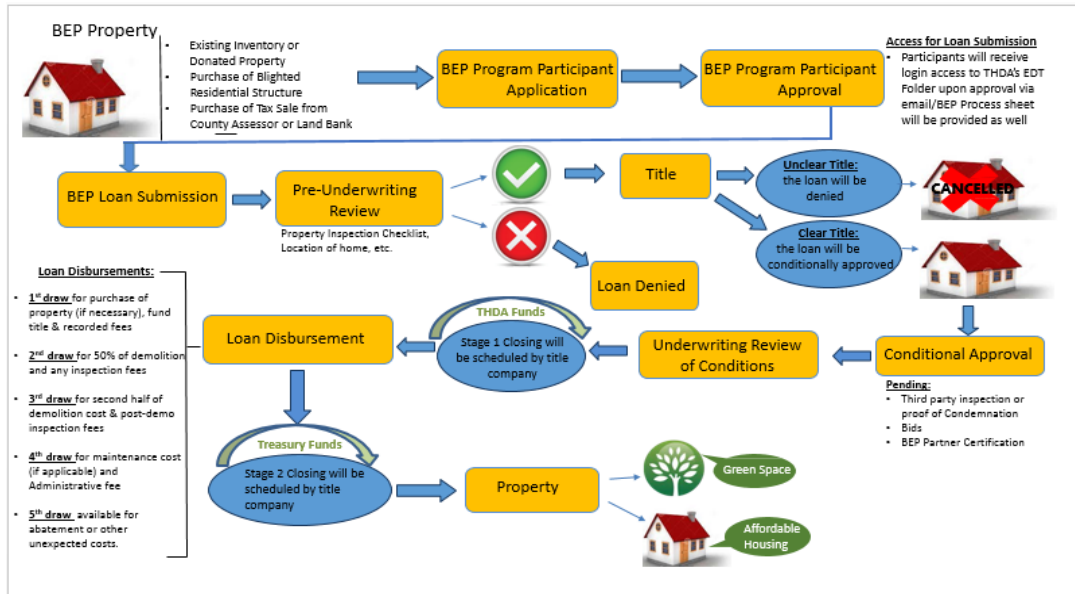 BEP Property
• Existing Inventory or
Donated Property
• Purchase of Blighted
Residential Structure
• Purchase of Tax Sale from
County Assessor or Land Bank
BEP Program Participant
Application
BEP Program Participant
Approval
Access for Loan Submission
• Participants will receive
login access to THDA's EDT
Folder upon approval via
email/BEP Process sheet
will be provided as well
BEP Loan Submission
Pre-Underwriting
Review
Property Inspection Checklist,
Location of home, etc.
Title
Unclear Title:
the loan will be
denied
CANCELLED
Clear Title:
the loan will be
conditionally approved
Loan Denied
Loan Disbursements:
• 1st draw for purchase of
property (if necessary), fund
title & recorded fees
• 2nd draw for 50% of demolition
and any inspection fees
• 3rd draw for second half of
demolition cost & post-demo
inspection fees
• 4th draw for maintenance cost
(if applicable) and
Administrative fee
• 5th draw available for
abatement or other
unexpected costs.
Loan Disbursement
THDA Funds
Stage 1 Closing will
be scheduled by title
company
Underwriting Review
of Conditions
Conditional Approval
Pending:
• Third party inspection or
proof of Condemnation
• Bids
• BEP Partner Certification
Treasury Funds
Stage 2 Closing will be
scheduled by title
company
Property
Green Space
Affordable
Housing